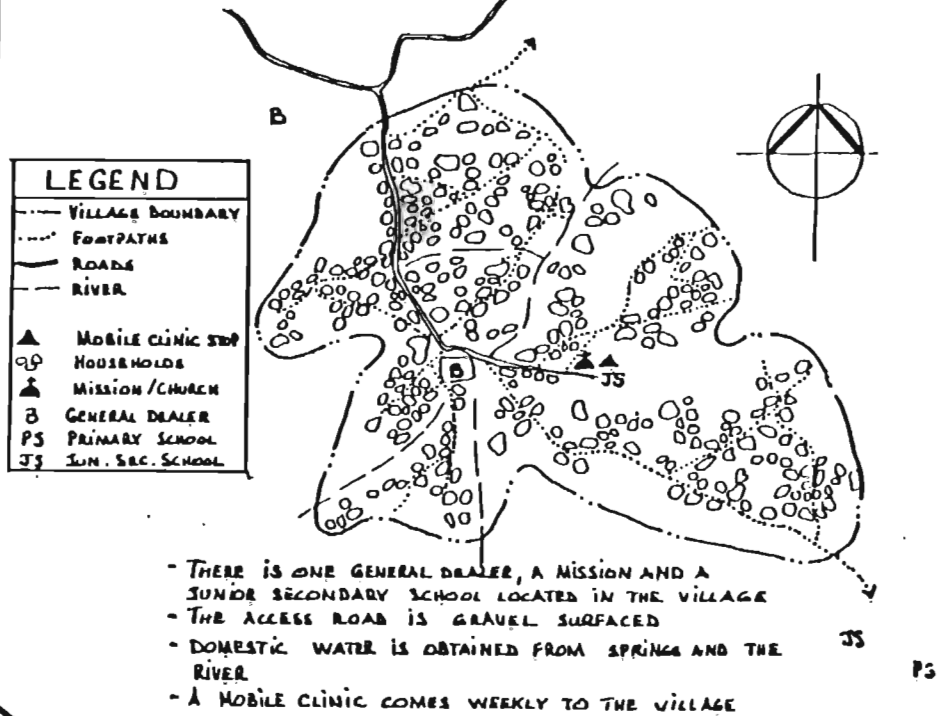 B
LEGEND
VILLAGE BOUNDARY
FOOTPATHS
ROADS
RIVER
MOBILE CLINIC STOP
HOUSEHOLDS
MISSION/CHURCH
B GENERAL DEALER
PS PRIMARY SCHOOL
JS JUN. SEC. SCHOOL
B
JS
- THERE IS ONE GENERAL DEALER, A MISSION AND A
JUNIOR SECONDARY SCHOOL LOCATED IN THE VILLAGE
- THE ACCESS ROAD IS GRAVEL SURFACED
- DOMESTIC WATER IS OBTAINED FROM SPRINGS AND THE
RIVER
- A MOBILE CLINIC COMES WEEKLY TO THE VILLAGE
JS
PS